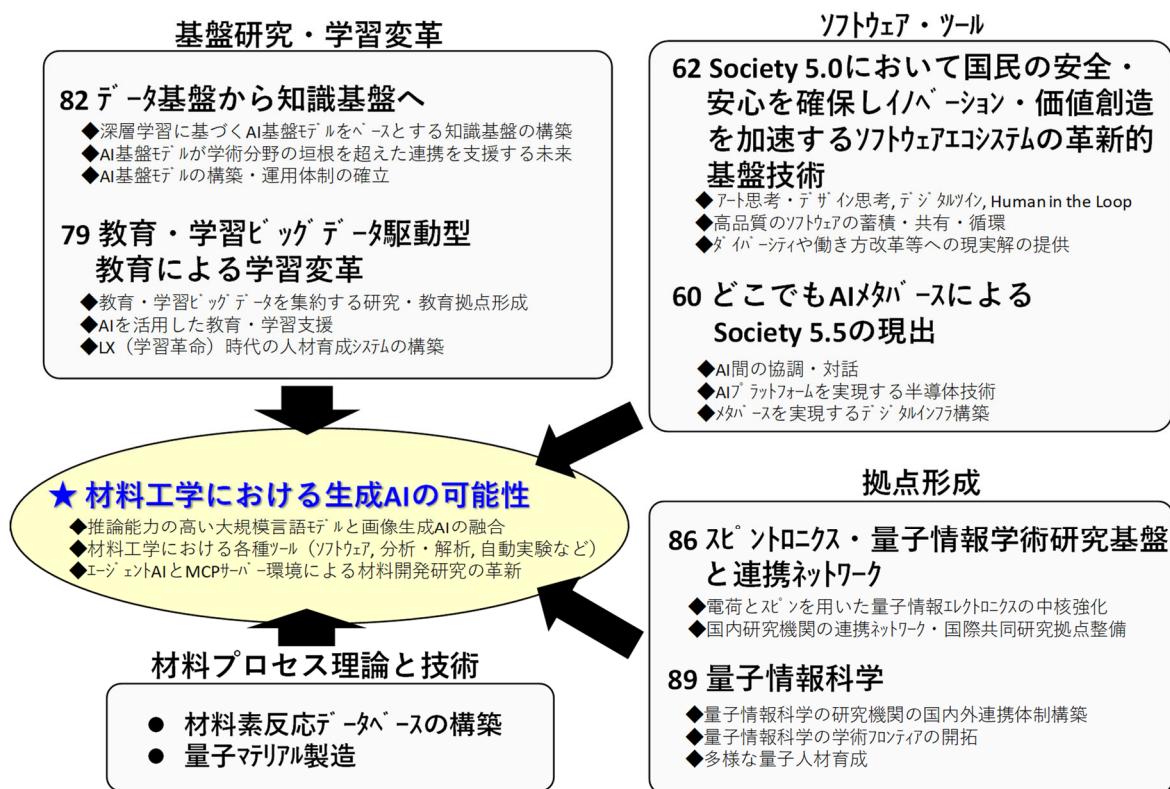 基盤研究・学習変革
82 ﾃﾞｰﾀ基盤から知識基盤へ
◆深層学習に基づくAI基盤ﾓﾃﾞﾙをﾍﾞｰｽとする知識基盤の構築
◆AI基盤ﾓﾃﾞﾙが学術分野の垣根を超えた連携を支援する未来
◆AI基盤ﾓﾃﾞﾙの構築・運用体制の確立
79 教育・学習ﾋﾞｯｸﾞﾃﾞｰﾀ駆動型
教育による学習変革
◆教育・学習ﾋﾞｯｸﾞﾃﾞｰﾀを集約する研究・教育拠点形成
◆AIを活用した教育・学習支援
◆LX（学習革命）時代の人材育成ｼｽﾃﾑの構築
ｿﾌﾄｳｪｱ・ﾂｰﾙ
62 Society 5.0において国民の安全・
安心を確保しｲﾉﾍﾞｰｼｮﾝ・価値創造
を加速するｿﾌﾄｳｪｱｴｺｼｽﾃﾑの革新的
基盤技術
◆ｱｰﾄ思考・ﾃﾞｻﾞｲﾝ思考, ﾃﾞｼﾞﾀﾙﾂｲﾝ, Human in the Loop
◆高品質のｿﾌﾄｳｪｱの蓄積・共有・循環
◆ﾀﾞｲﾊﾞｰｼﾃｨや働き方改革等への現実解の提供
60 どこでもAIﾒﾀﾊﾞｰｽによる
Society 5.5の現出
◆AI間の協調・対話
◆AIﾌﾟﾗｯﾄﾌｫｰﾑを実現する半導体技術
◆ﾒﾀﾊﾞｰｽを実現するﾃﾞｼﾞﾀﾙｲﾝﾌﾗ構築
★ 材料工学における生成AIの可能性
◆推論能力の高い大規模言語ﾓﾃﾞﾙと画像生成AIの融合
◆材料工学における各種ﾂｰﾙ（ｿﾌﾄｳｪｱ, 分析・解析, 自動実験など）
◆ｴｰｼﾞｪﾝﾄAIとMCPｻｰﾊﾞｰ環境による材料開発研究の革新
材料プロセス理論と技術
● 材料素反応ﾃﾞｰﾀﾍﾞｰｽの構築
● 量子ﾏﾃﾘｱﾙ製造
拠点形成
86 ｽﾋﾟﾝﾄﾛﾆｸｽ・量子情報学術研究基盤
と連携ﾈｯﾄﾜｰｸ
◆電荷とｽﾋﾟﾝを用いた量子情報ｴﾚｸﾄﾛﾆｸｽの中核強化
◆国内研究機関の連携ﾈｯﾄﾜｰｸ・国際共同研究拠点整備
89 量子情報科学
◆量子情報科学の研究機関の国内外連携体制構築
◆量子情報科学の学術ﾌﾛﾝﾃｨｱの開拓
◆多様な量子人材育成